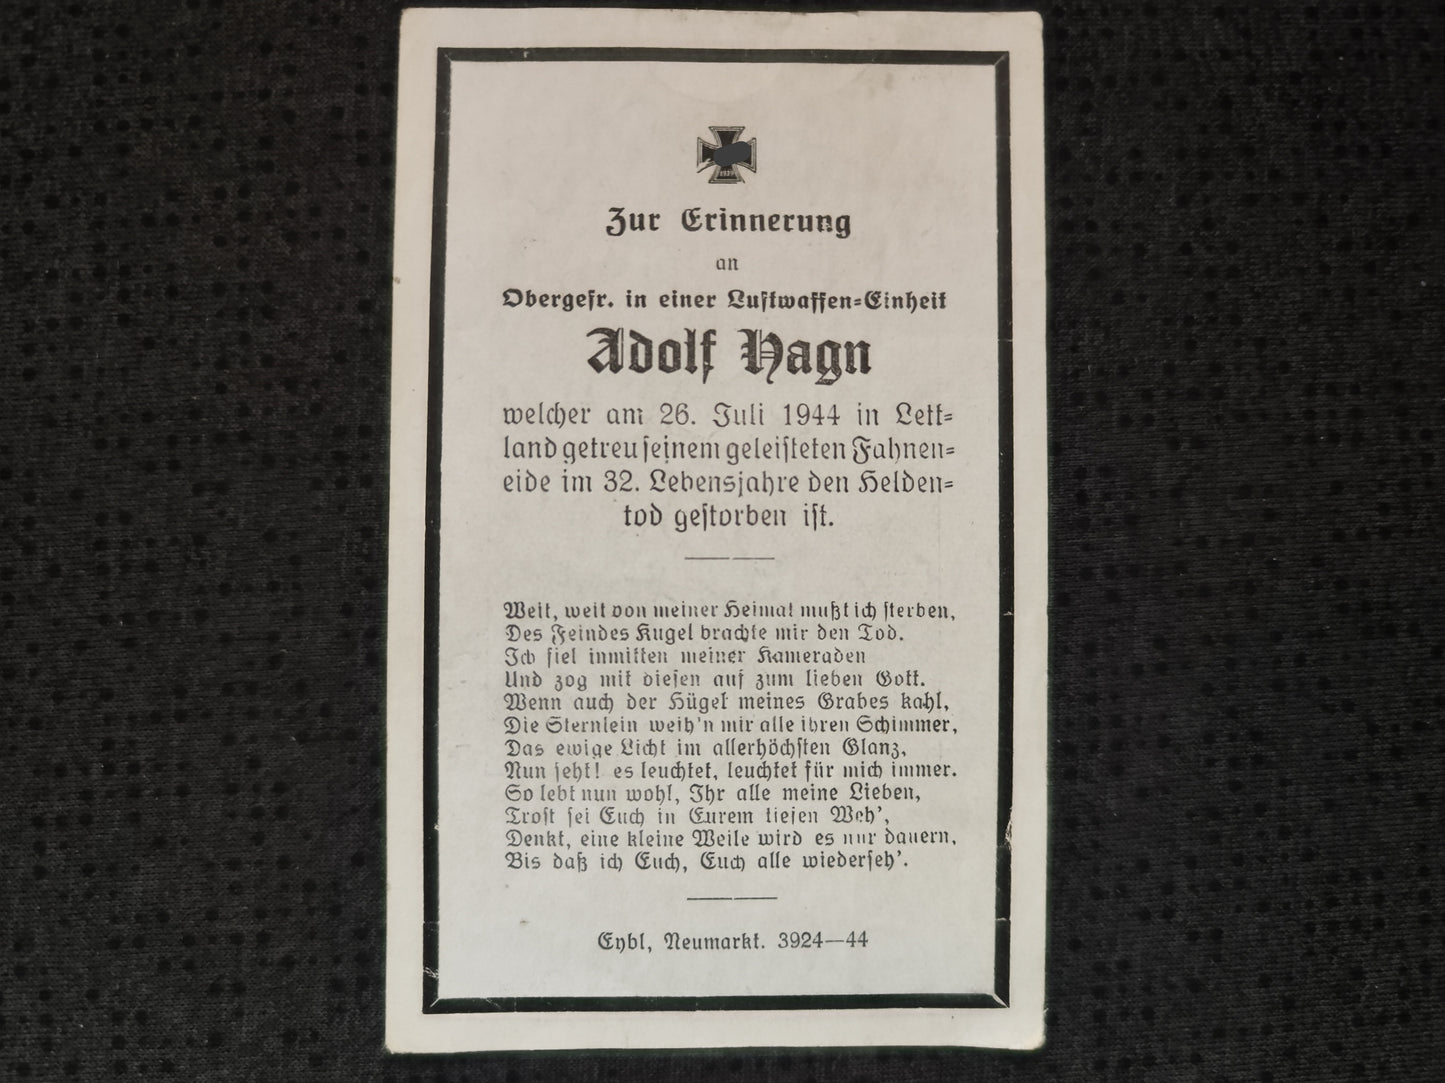 1939
Zur Erinnerung
an
Obergefr. in einer Luftwaffen-Einheit
Adolf Hagn
welcher am 26. Juli 1944 in Lett-
land getreu seinem geleisteten Fahnen-
eide im 32. Lebensjahre den Helden-
tod gestorben ist.
Weit, weit von meiner Heimat mußt ich sterben,
Des Feindes Kugel brachte mir den Tod.
Ich fiel inmitten meiner Kameraden
Und zog mit diesen auf zum lieben Gott.
Wenn auch der Hügel meines Grabes kahl,
Die Sternlein weih'n mir alle ihren Schimmer,
Das ewige Licht im allerhöchsten Glanz,
Nun seht! es leuchtet, leuchtet für mich immer.
So lebt nun wohl, Ihr alle meine Lieben,
Trost sei Euch in Eurem tiefen Weh',
Denkt, eine kleine Weile wird es nur dauern,
Bis daß ich Euch, Euch alle wiederseh'.
Eybl, Neumarkt. 3924—44